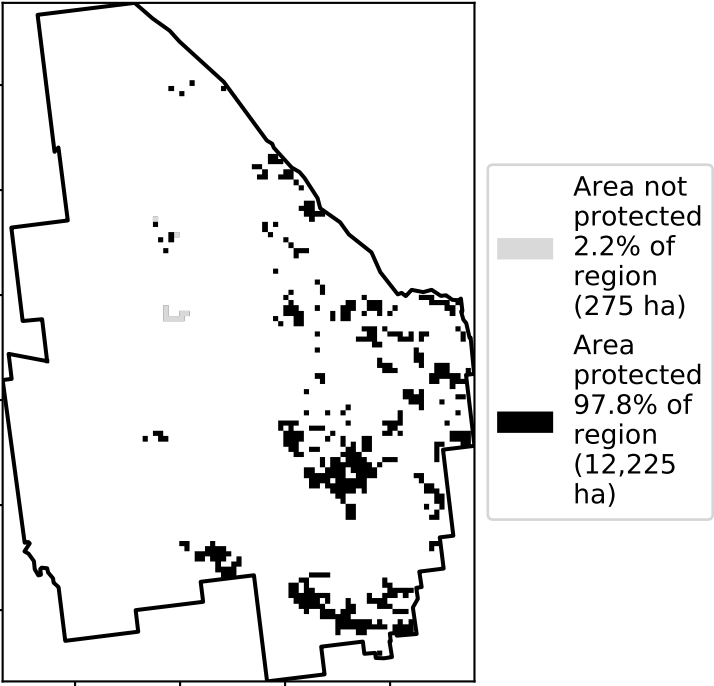 Area not
protected
2.2% of
region
(275 ha)
Area
protected
97.8% of
region
(12,225
ha)